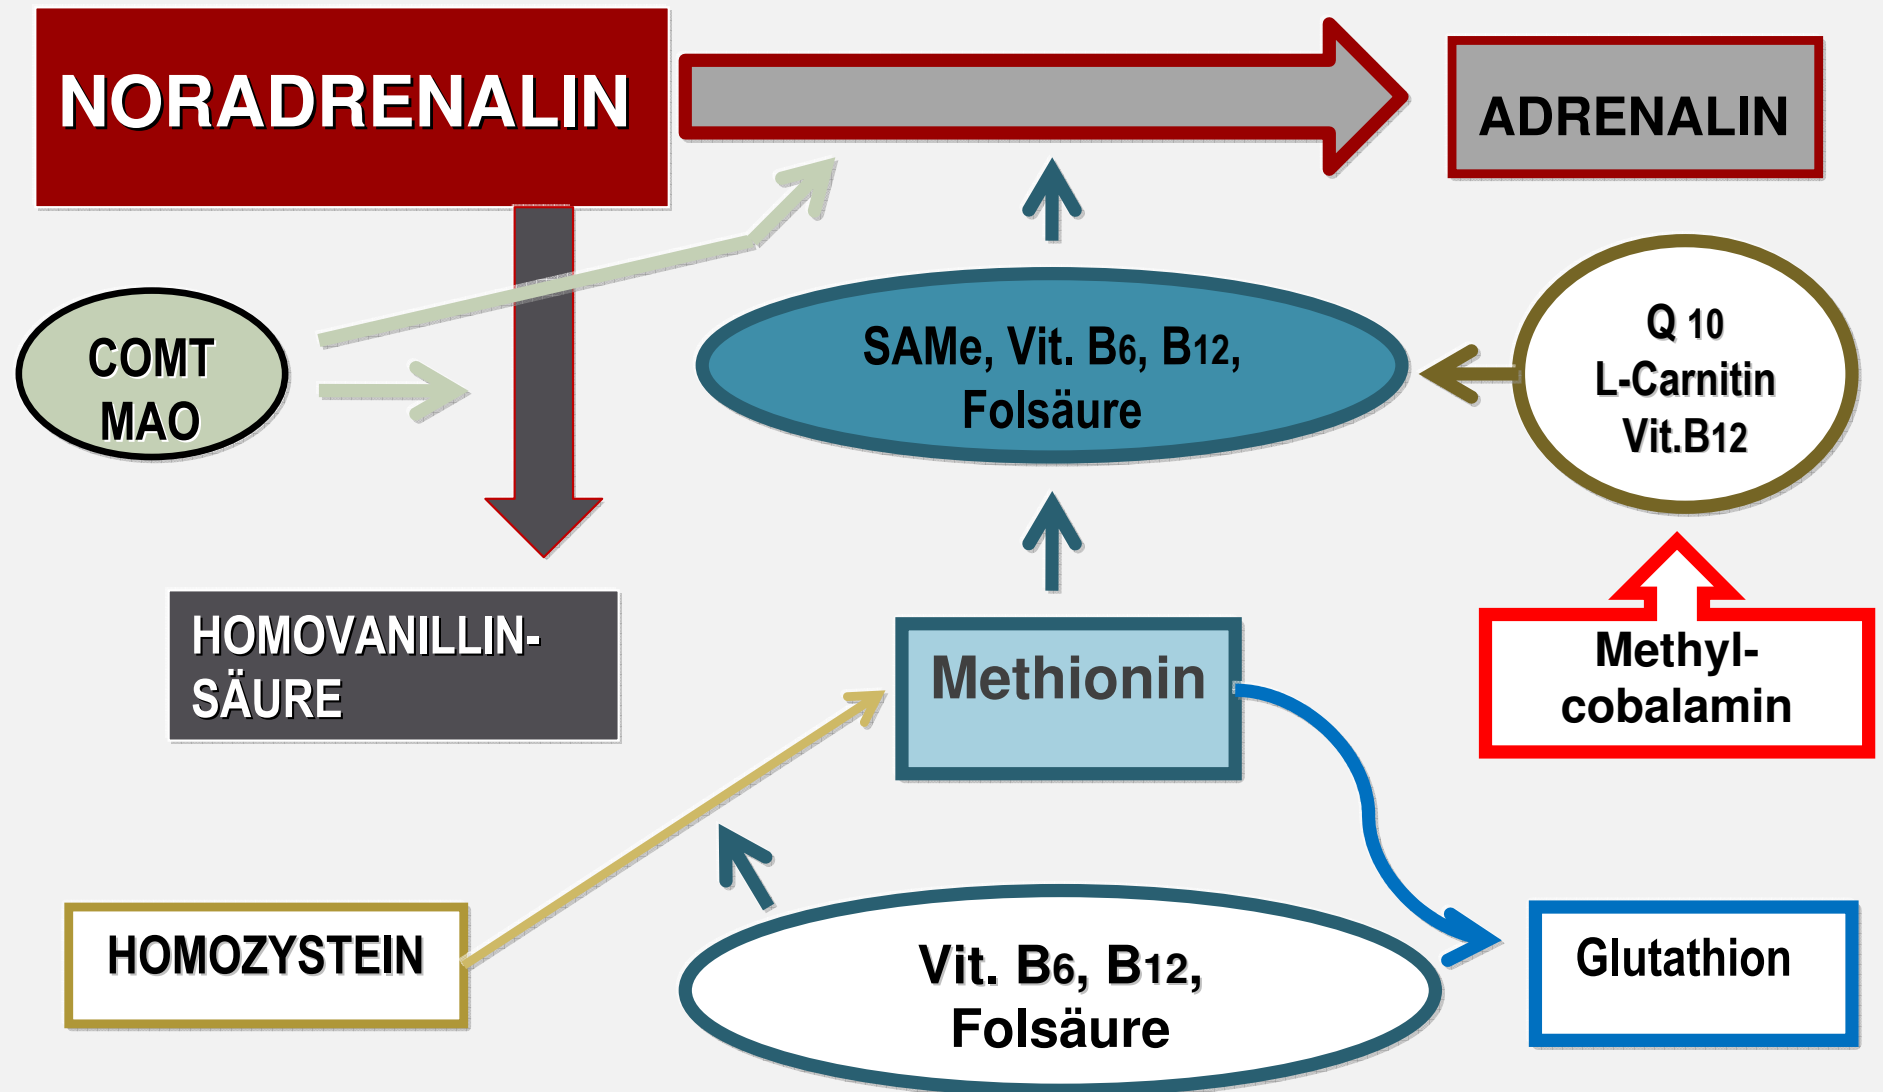 NORADRENALIN
ADRENALIN
COMT
MAO
SAMe, Vit. B6, B12,
Folsäure
Q 10
L-Carnitin
Vit.B12
HOMOVANILLIN-
SÄURE
Methionin
Methyl-
cobalamin
HOMOZYSTEIN
Vit. B6, B12,
Folsäure
Glutathion